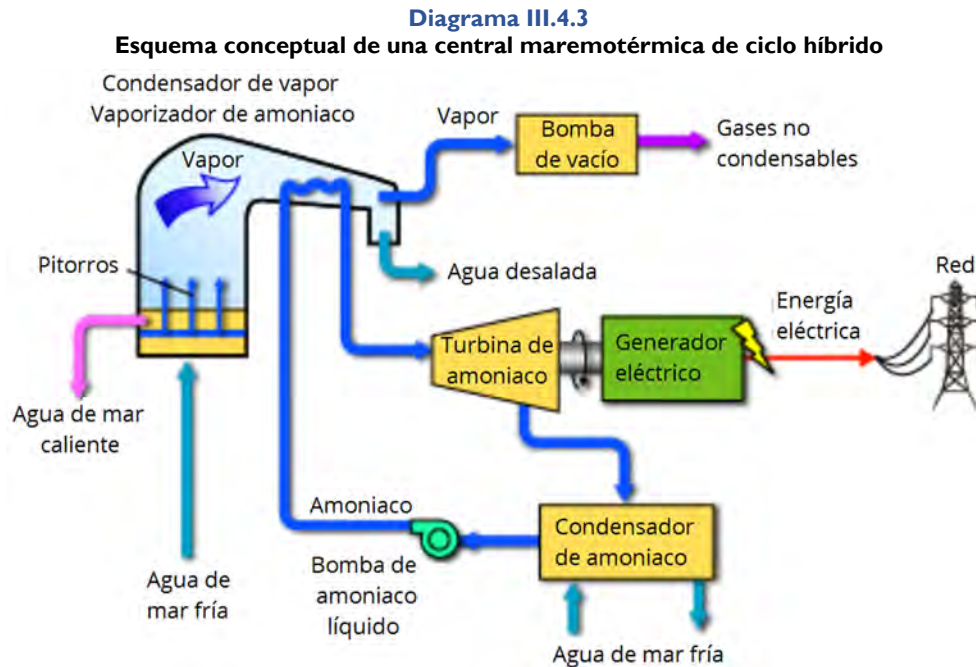 Diagrama III.4.3
Esquema conceptual de una central maremotérmica de ciclo híbrido
Condensador de vapor
Vaporizador de amoniaco
Vapor
Vapor
Bomba
de vacío
Gases no
condensables
Pitorros
Agua desalada
Red
Energía
eléctrica
Turbina de
amoniaco
Generador
eléctrico
Agua de mar
caliente
Amoniaco
Condensador
de amoniaco
Bomba de
amoniaco
líquido
Agua de
mar fría
Agua de mar fría